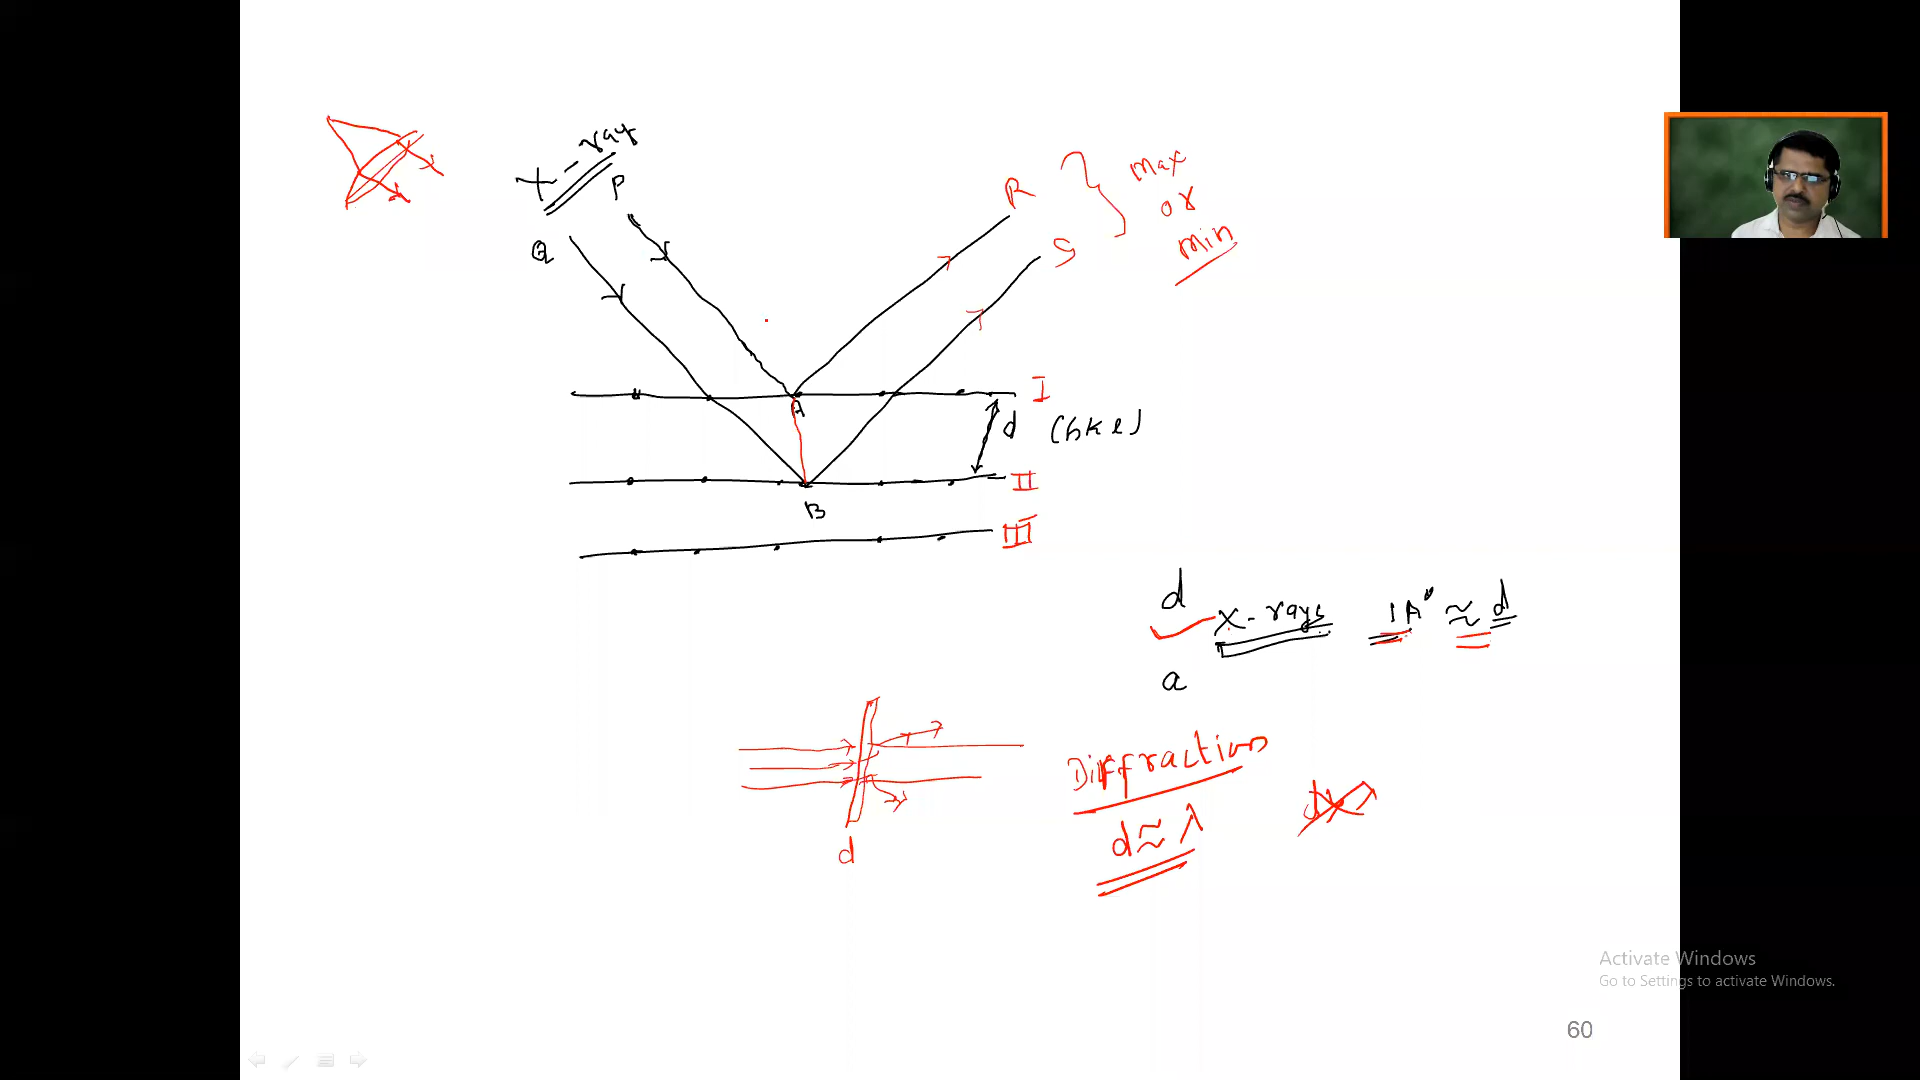 X-ray
P
Q
R
S
max
or
min
I
A
d (hkl)
II
B
III
d
X-rays 1A° ≈ d
a
Diffraction
d ≈ λ
d
Activate Windows
Go to Settings to activate Windows.
60